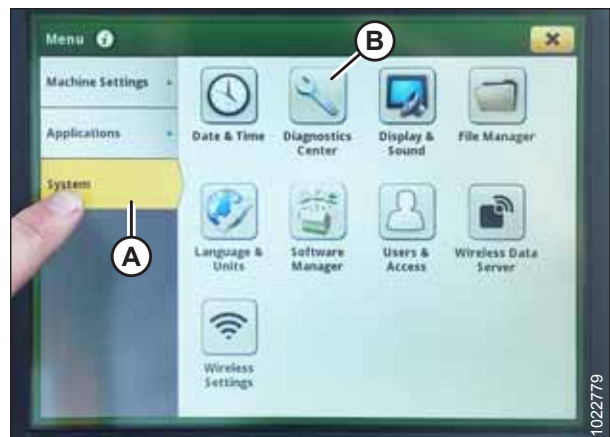 Menu
B
Machine Settings
Applications
System
A
Date & Time
Diagnostics
Center
Display &
Sound
File Manager
Language &
Units
Software
Manager
Users &
Access
Wireless Data
Server
Wireless
Settings
1022779